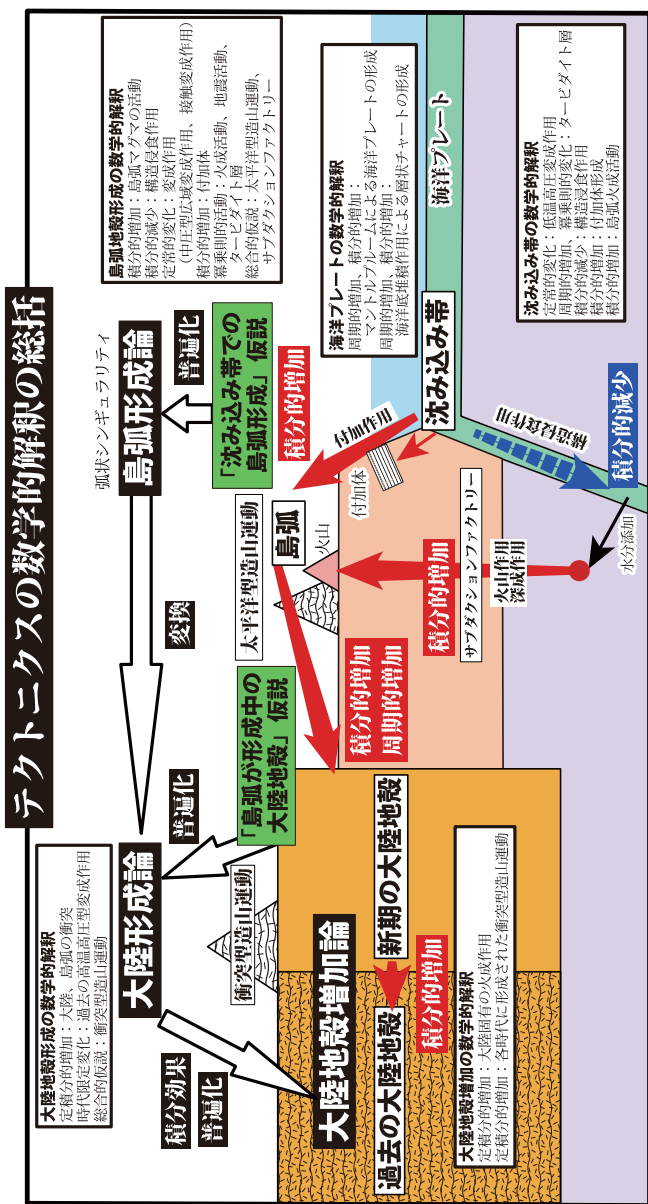 テクトニクスの数学的解釈の総括
大陸地殻形成の数学的解釈
定積分的増加：大陸、島弧の衝突
時代限定変化：過去の高温高圧型変成作用
総合的仮説：衝突型造山運動
大陸形成論
変換
弧状シンギュラリティ
島弧形成論
島弧地殻形成の数学的解釈
積分的増加：島弧マグマの活動
積分的減少：構造侵食作用
定常的変化：変成作用
（中圧型広域変成作用、接触変成作用）
積分的増加：付加体
冪乗則的活動：火成活動、地震活動、
タービダイト層
総合的仮説：太平洋型造山運動、
サブダクションファクトリー
積分効果
普遍化
普遍化
普遍化
「島弧が形成中の
大陸地殻」仮説
「沈み込み帯での
島弧形成」仮説
衝突型造山運動
太平洋型造山運動
島弧
火山
積分的増加
付加作用
付加体
海洋プレートの数学的解釈
周期的増加、積分的増加：
マントルプルームによる海洋プレートの形成
周期的増加、積分的増加：
海洋底堆積作用による層状チャートの形成
大陸地殻増加論
過去の大陸地殻
新期の大陸地殻
積分的増加
積分的増加
周期的増加
積分的増加
沈み込み帯
海洋プレート
サブダクションファクトリー
火山作用
深成作用
構造侵食作用
積分的減少
水分添加
大陸地殻増加の数学的解釈
定積分的増加：大陸固有の火成作用
定積分的増加：各時代に形成された衝突型造山運動
沈み込み帯の数学的解釈
定常的変化：低温高圧変成作用
周期的増加、冪乗則的変化：タービダイト層
積分的減少：構造侵食作用
積分的増加：付加体形成
積分的増加：島弧火成活動